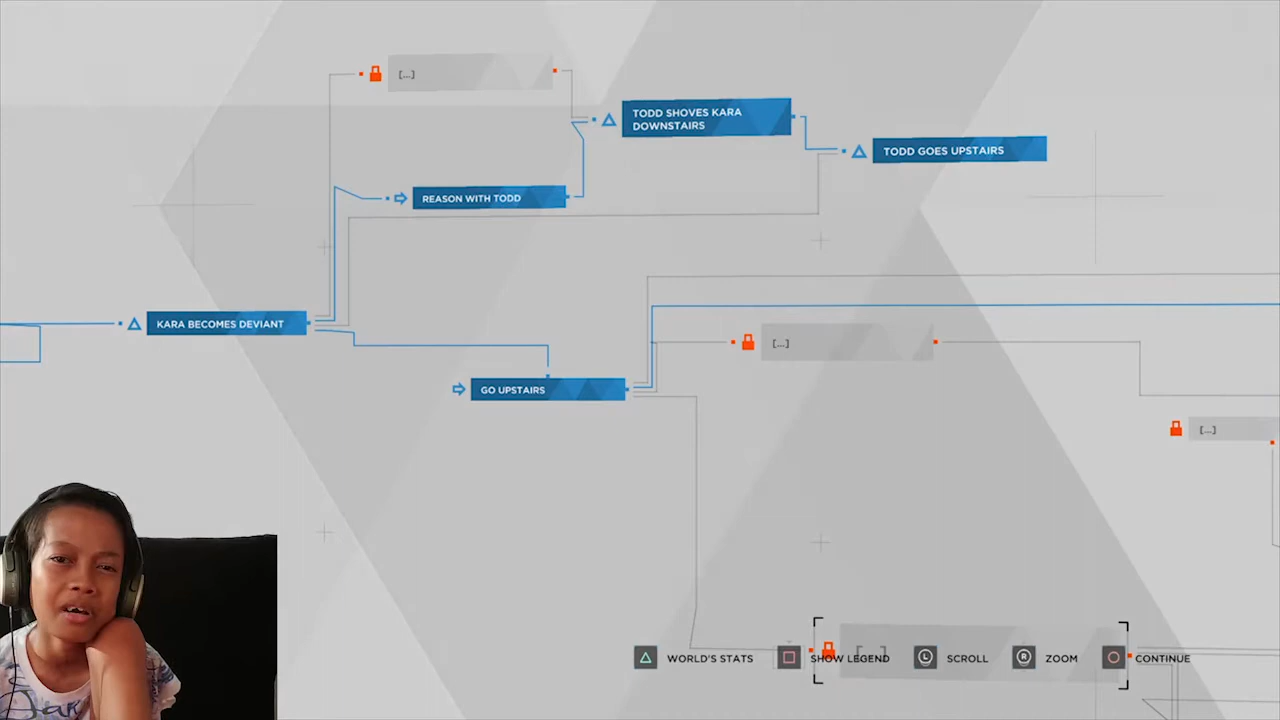 [...]
TODD SHOVES KARA
DOWNSTAIRS
TODD GOES UPSTAIRS
REASON WITH TODD
KARA BECOMES DEVIANT
[...]
GO UPSTAIRS
[...]
WORLD'S STATS
SHOW LEGEND
L
SCROLL
R
ZOOM
CONTINUE